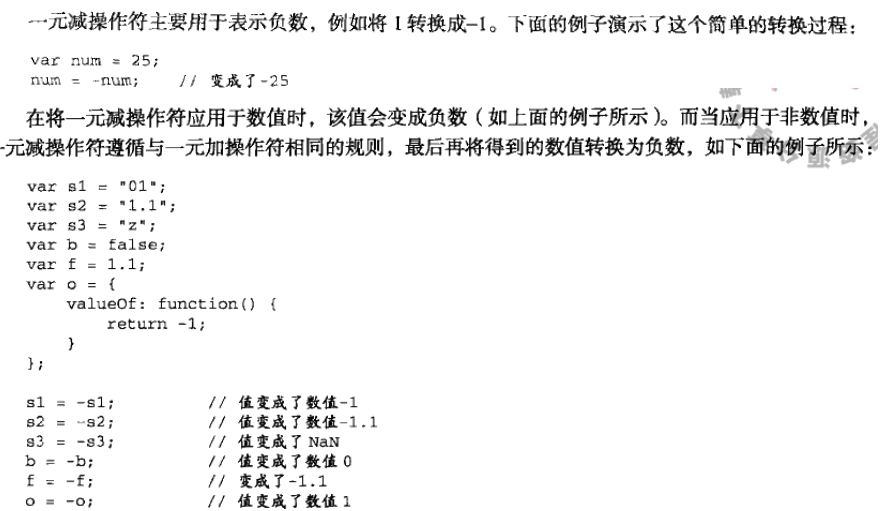 一元减操作符主要用于表示负数，例如将 1 转换成-1。下面的例子演示了这个简单的转换过程：
var num = 25;
num = -num;    // 变成了-25
在将一元减操作符应用于数值时，该值会变成负数（如上面的例子所示）。而当应用于非数值时，
一元减操作符遵循与一元加操作符相同的规则，最后再将得到的数值转换为负数，如下面的例子所示：
var s1 = "01";
var s2 = "1.1";
var s3 = "z";
var b = false;
var f = 1.1;
var o = {
    valueOf: function() {
        return -1;
    }
};
s1 = -s1;    // 值变成了数值-1
s2 = -s2;    // 值变成了数值-1.1
s3 = -s3;    // 值变成了 NaN
b = -b;    // 值变成了数值 0
f = -f;    // 变成了-1.1
o = -o;    // 值变成了数值 1